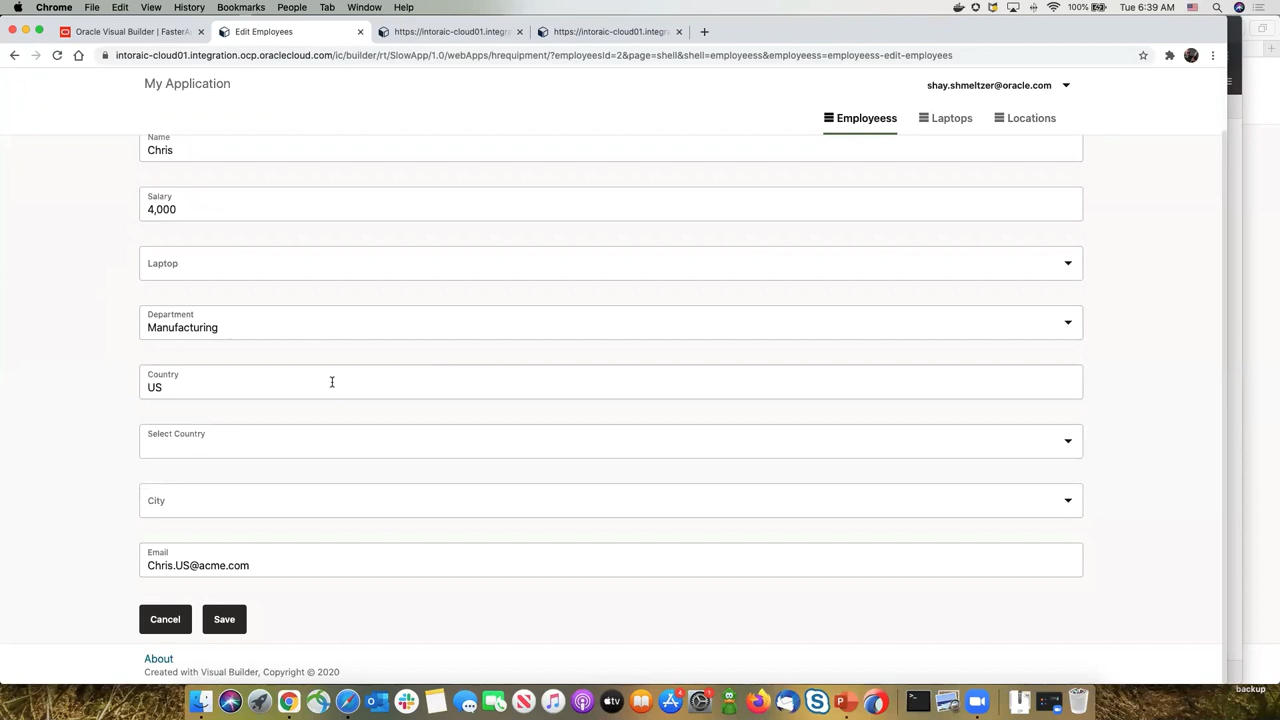 Chrome File Edit View History Bookmarks People Tab Window Help 100% Tue 6:39 AM
Oracle Visual Builder | FasterA Edit Employees https://intoraic-cloud01.integra https://intoraic-cloud01.integra
intoraic-cloud01.integration.ocp.oraclecloud.com/ic/builder/rt/SlowApp/1.0/webApps/hrequipment/?employeesId=2&page=shell&shell=employeess&employeess=employeess-edit-employees
My Application shay.shmeltzer@oracle.com
Employeess Laptops Locations
Name
Chris
Salary
4,000
Laptop
Department
Manufacturing
Country
US
Select Country
City
Email
Chris.US@acme.com
Cancel Save
About
Created with Visual Builder, Copyright © 2020
backup